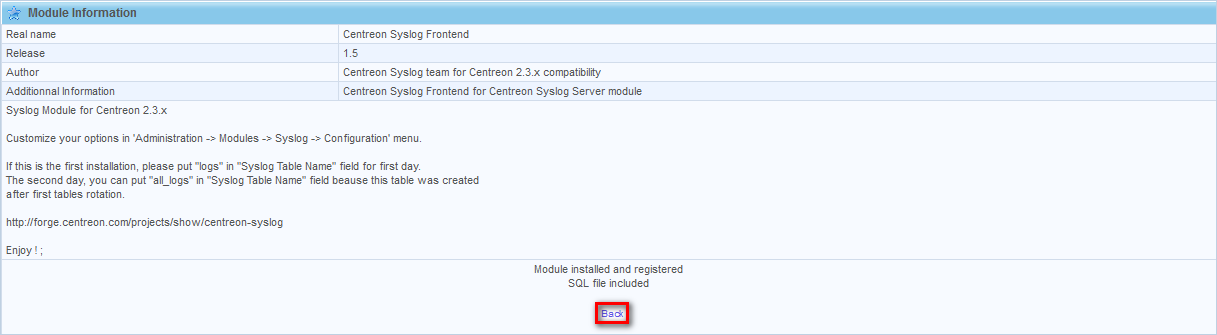 Module Information
Real name Centreon Syslog Frontend
Release 1.5
Author Centreon Syslog team for Centreon 2.3.x compatibility
Additionnal Information Centreon Syslog Frontend for Centreon Syslog Server module
Syslog Module for Centreon 2.3.x
Customize your options in 'Administration -> Modules -> Syslog -> Configuration' menu.
If this is the first installation, please put "logs" in "Syslog Table Name" field for first day.
The second day, you can put "all_logs" in "Syslog Table Name" field beause this table was created
after first tables rotation.
http://forge.centreon.com/projects/show/centreon-syslog
Enjoy ! ;
Module installed and registered
SQL file included
Back